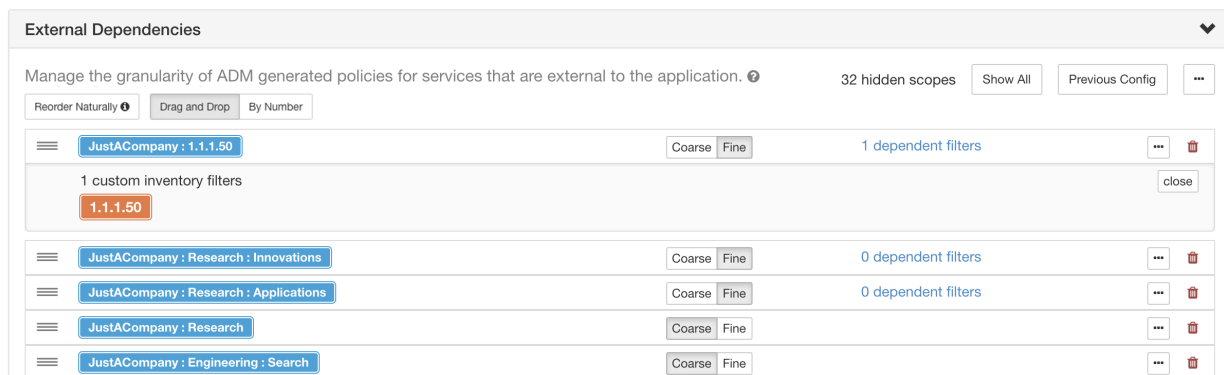 External Dependencies
Manage the granularity of ADM generated policies for services that are external to the application. 32 hidden scopes Show All Previous Config ...
Reorder Naturally Drag and Drop By Number
JustACompany : 1.1.1.50 Coarse Fine 1 dependent filters ...
1 custom inventory filters close
1.1.1.50
JustACompany : Research : Innovations Coarse Fine 0 dependent filters ...
JustACompany : Research : Applications Coarse Fine 0 dependent filters ...
JustACompany : Research Coarse Fine ...
JustACompany : Engineering : Search Coarse Fine ...